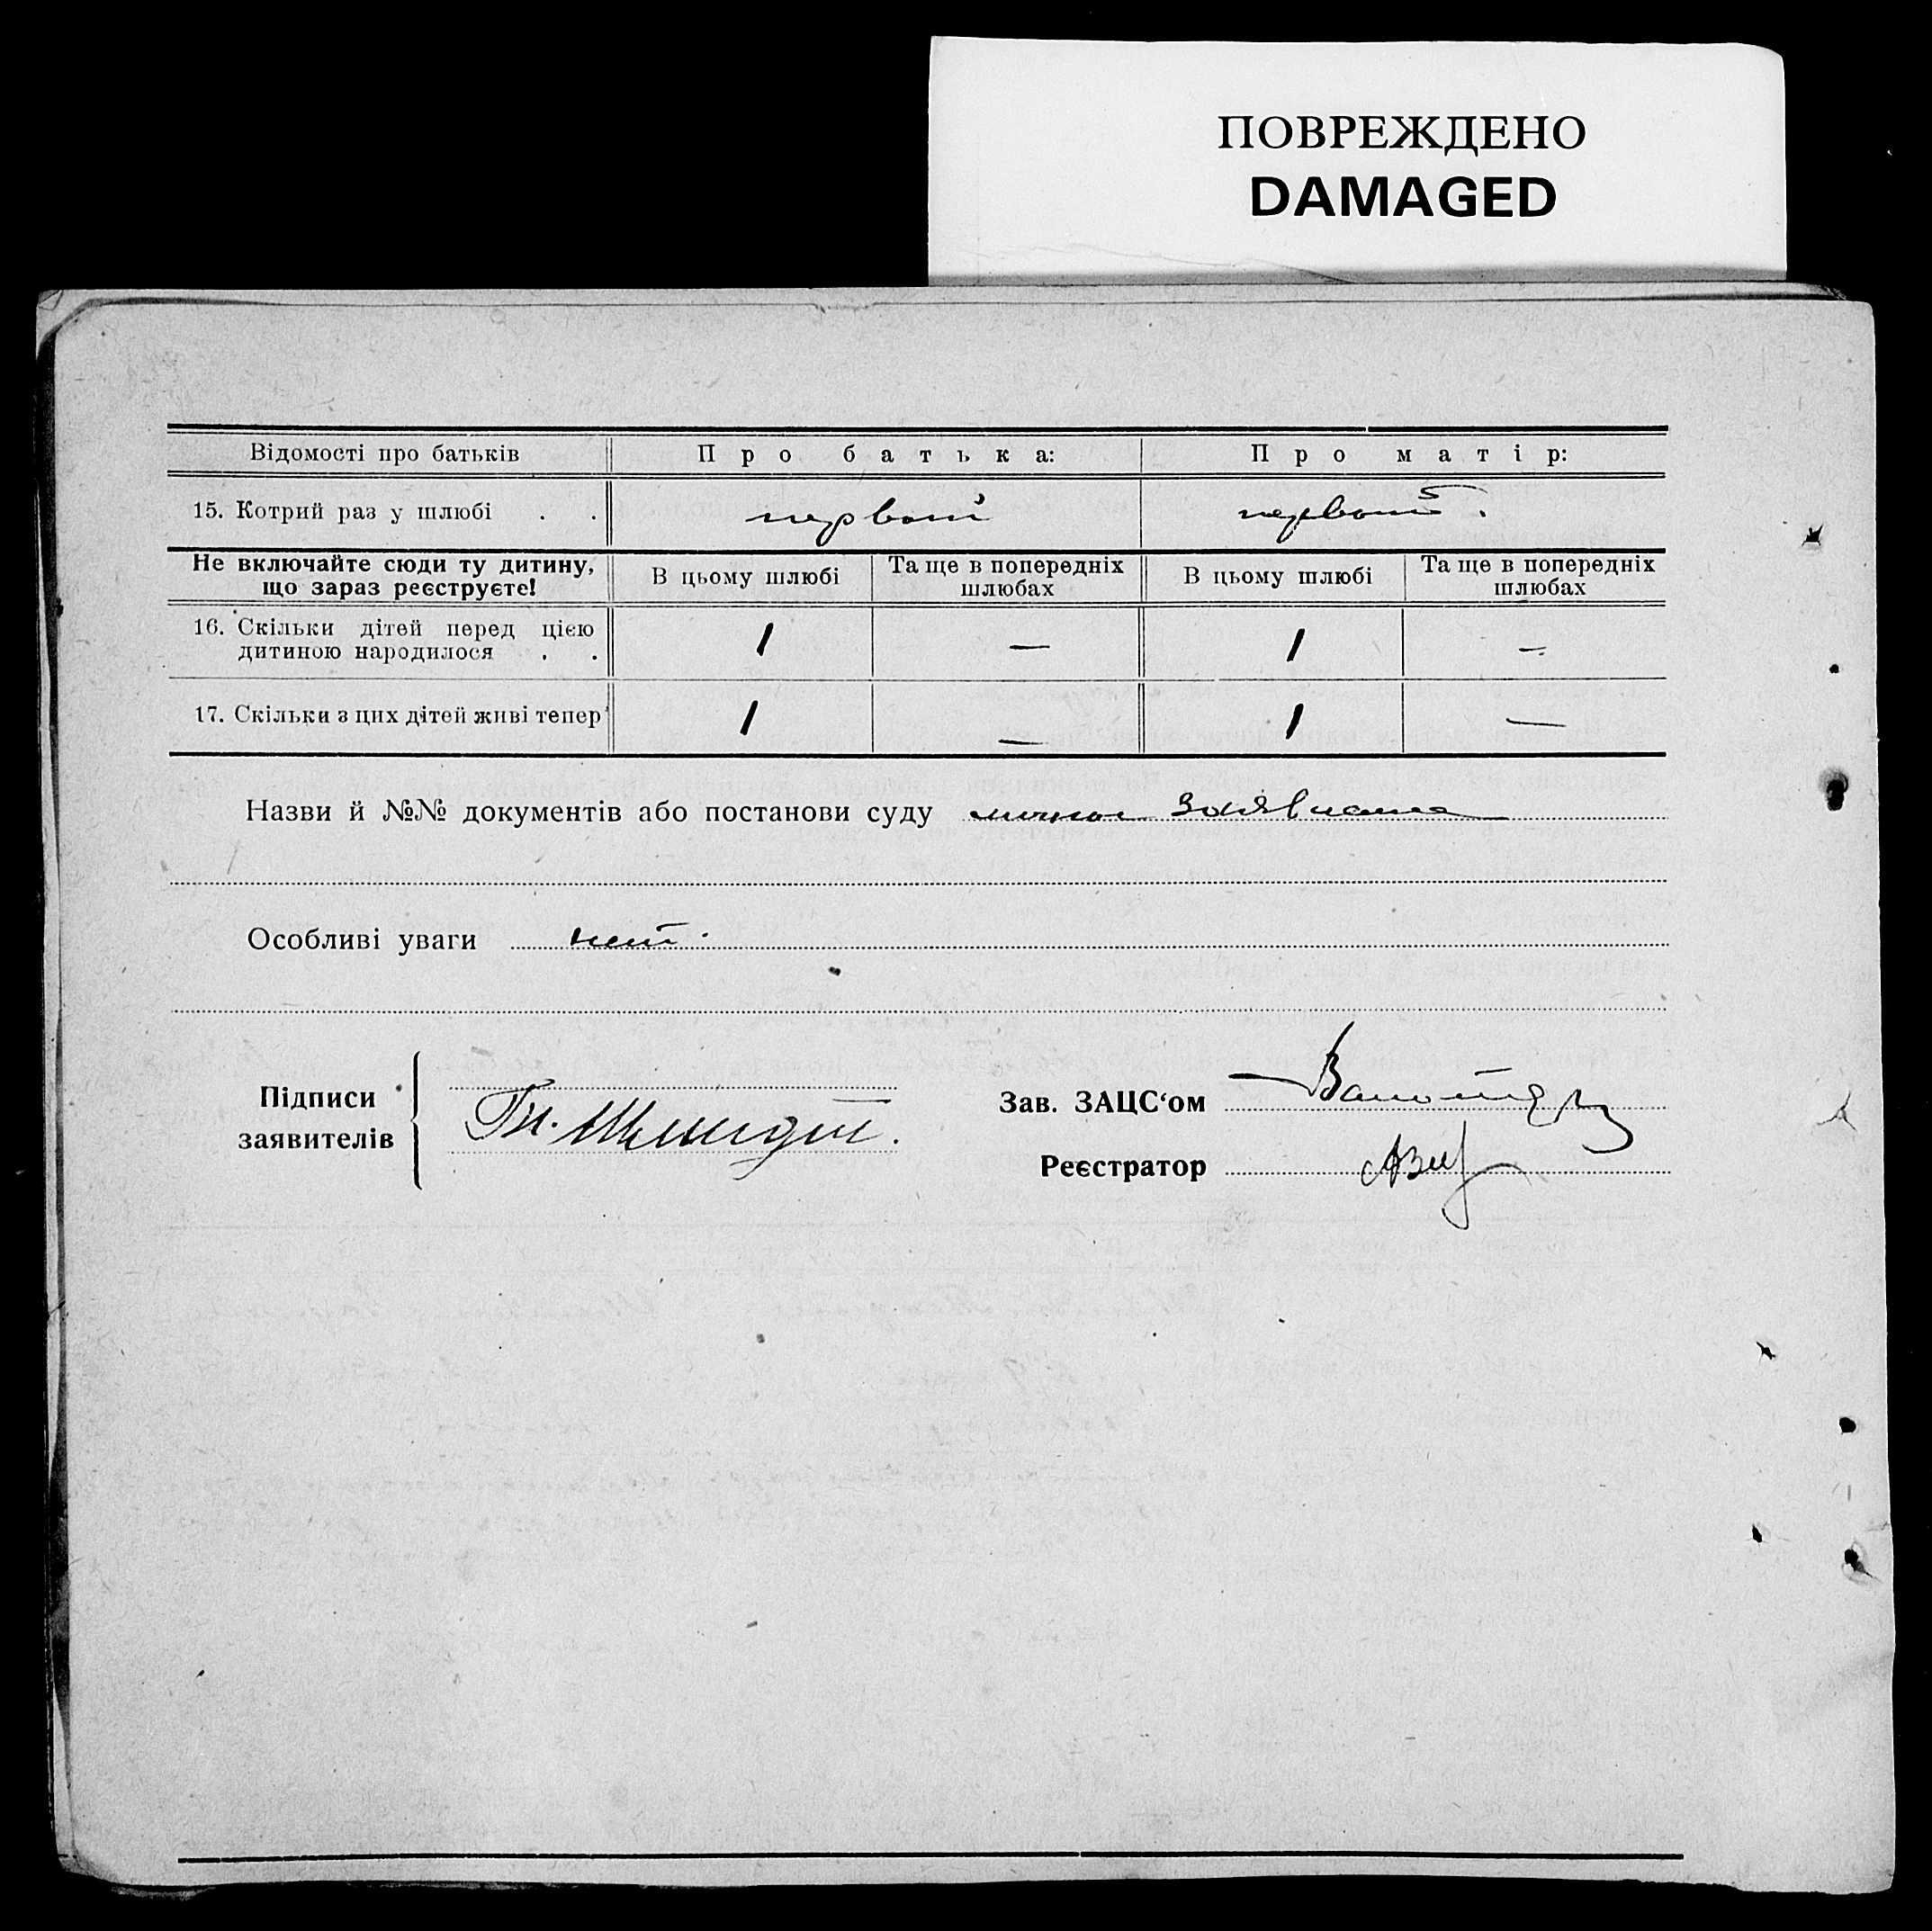 ПОВРЕЖДЕНО
DAMAGED
Відомості про батьків Про батька: Про матір:
15. Котрий раз у шлюбі . . первый первый.
Не включайте сюди ту дитину, що зараз реєструєте! В цьому шлюбі Та ще в попередніх шлюбах В цьому шлюбі Та ще в попередніх шлюбах
16. Скільки дітей перед цією
дитиною народилося . . 1 — 1 —
17. Скільки з цих дітей живі тепер 1 — 1 —
Назви й №№ документів або постанови суду
Особливі уваги нет.
Підписи
заявителів
Зав. ЗАЦС‘ом
Реєстратор